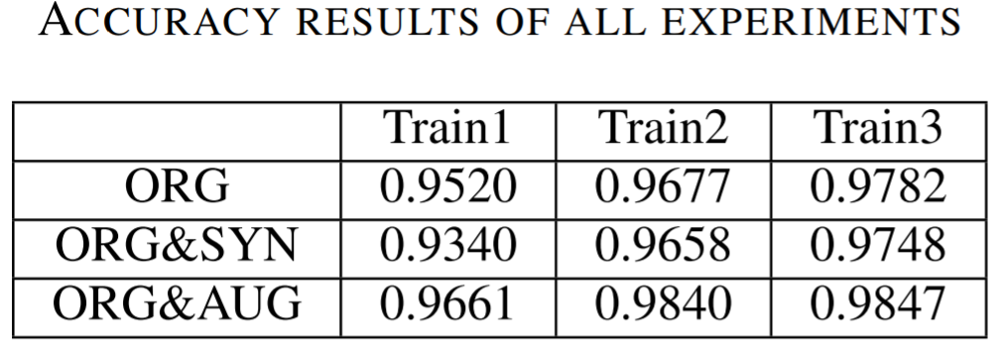 ACCURACY RESULTS OF ALL EXPERIMENTS
Train1 Train2 Train3
ORG 0.9520 0.9677 0.9782
ORG&SYN 0.9340 0.9658 0.9748
ORG&AUG 0.9661 0.9840 0.9847